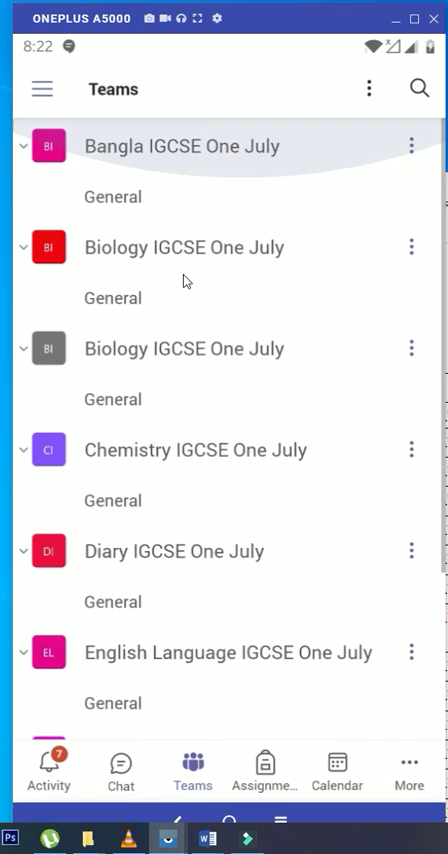 ONEPLUS A5000
8:22
Teams
BI Bangla IGCSE One July
General
BI Biology IGCSE One July
General
BI Biology IGCSE One July
General
CI Chemistry IGCSE One July
General
DI Diary IGCSE One July
General
EL English Language IGCSE One July
General
7
Activity Chat Teams Assignme... Calendar More
Ps W